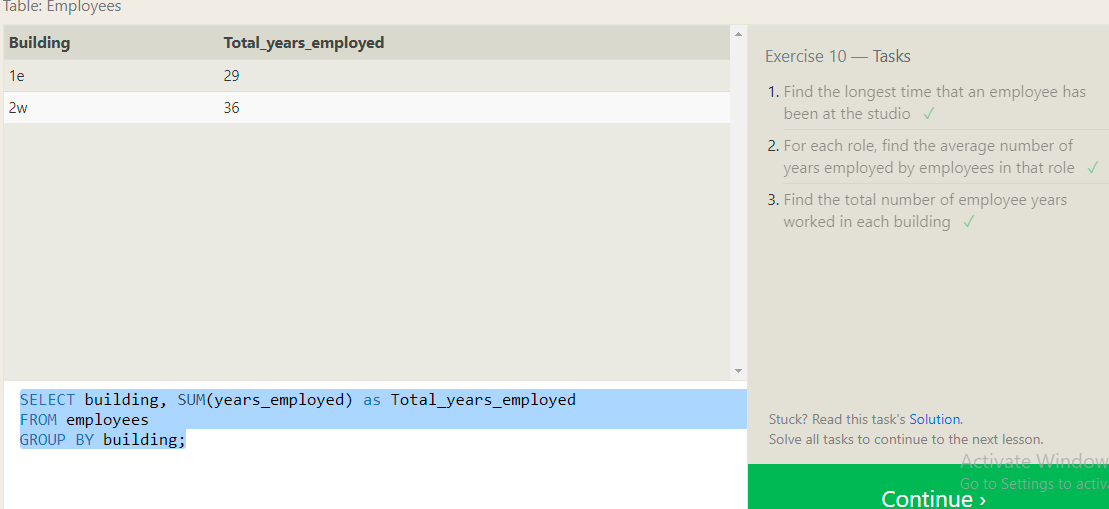 Table: Employees
Building Total_years_employed
1e 29
2w 36
SELECT building, SUM(years_employed) as Total_years_employed
FROM employees
GROUP BY building;
Exercise 10 — Tasks
1. Find the longest time that an employee has
been at the studio ✓
2. For each role, find the average number of
years employed by employees in that role ✓
3. Find the total number of employee years
worked in each building ✓
Stuck? Read this task's Solution.
Solve all tasks to continue to the next lesson.
Activate Window
Go to Settings to activa
Continue ›